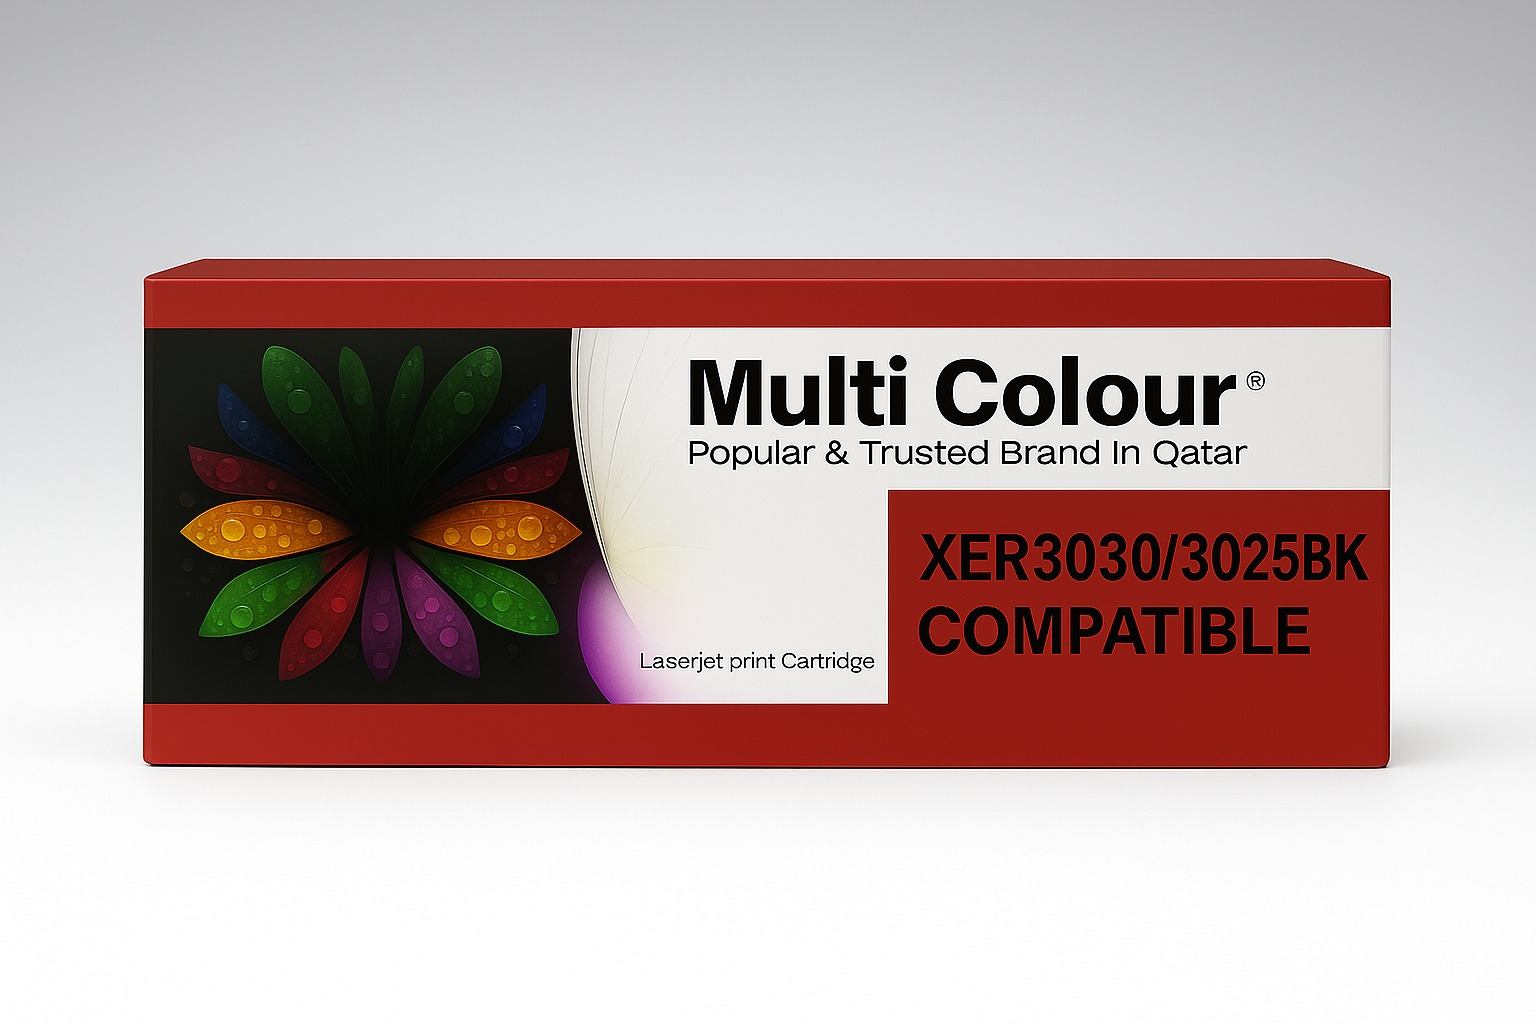 Multi Colour®
Popular & Trusted Brand In Qatar
XER3030/3025BK
COMPATIBLE
Laserjet print Cartridge